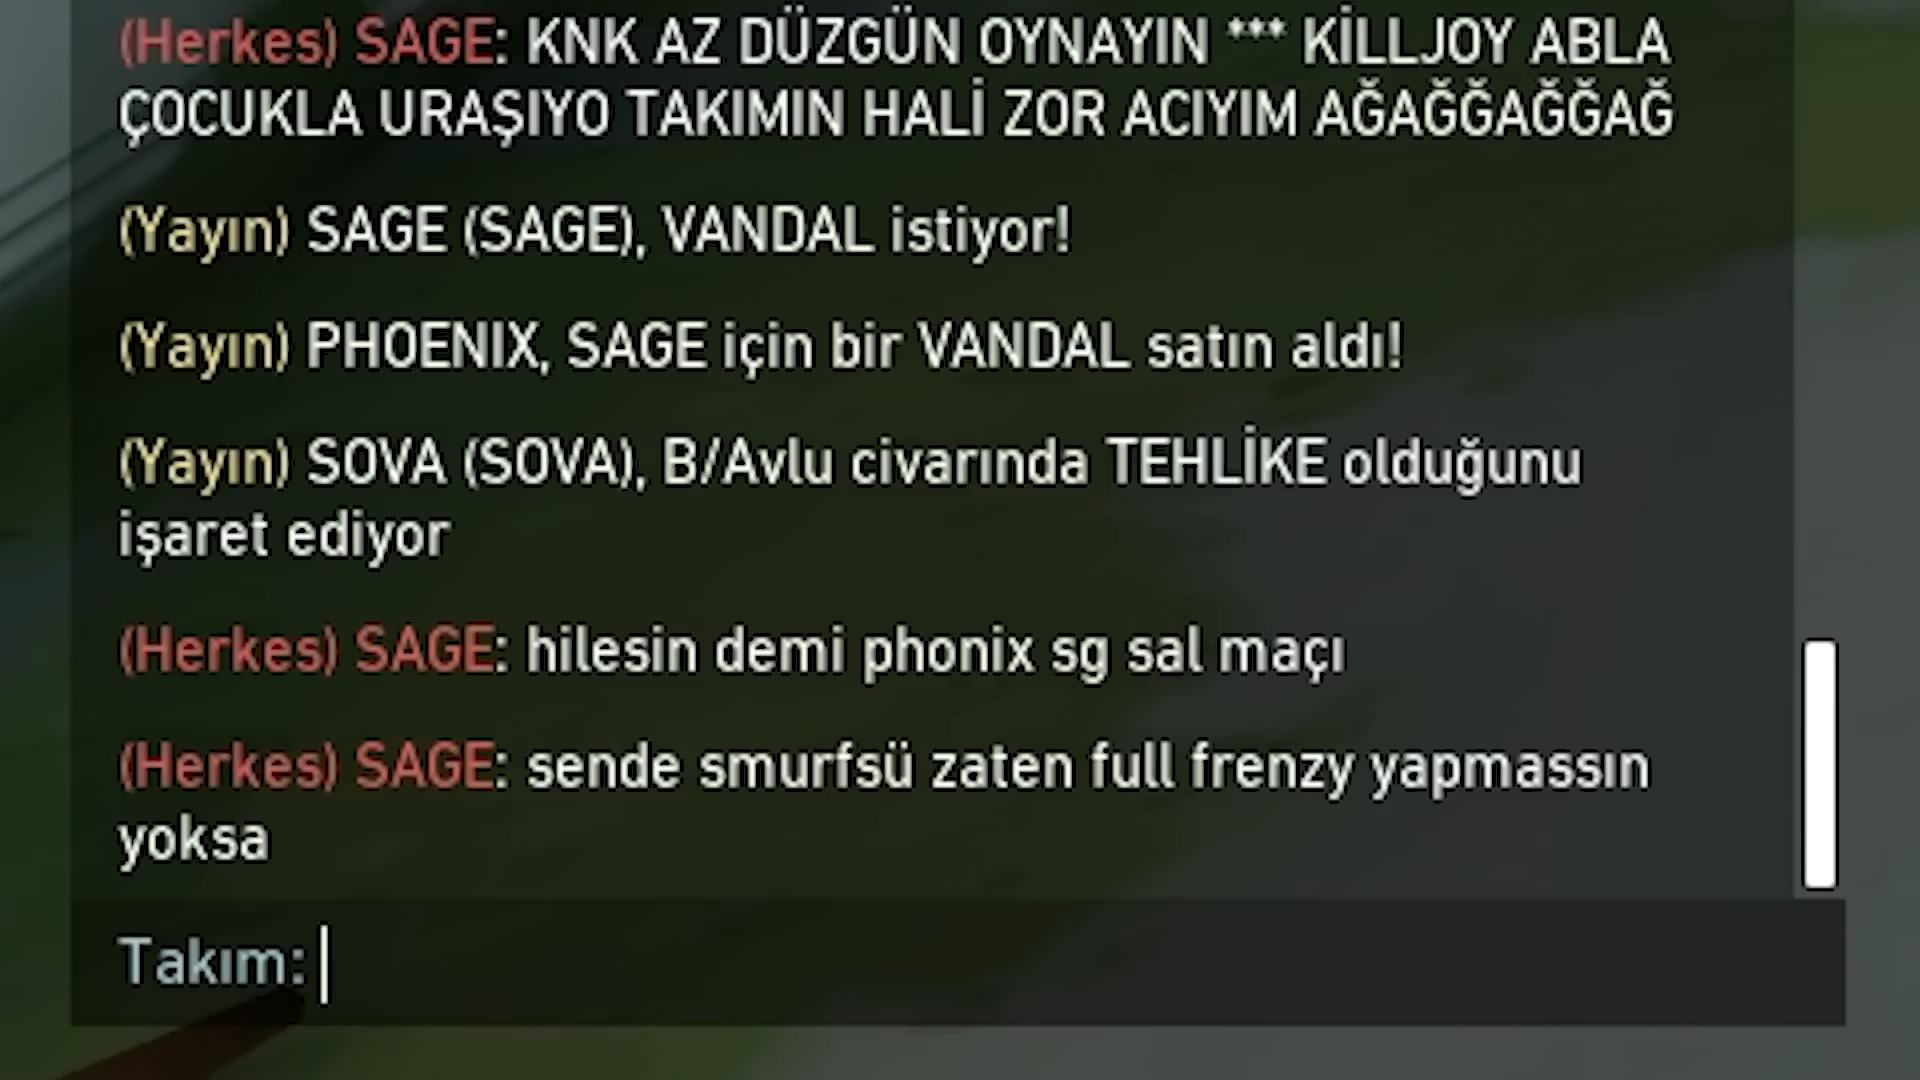 (Herkes) SAGE: KNK AZ DÜZGÜN OYNAYIN *** KİLLJOY ABLA
ÇOCUKLA URAŞIYO TAKIMIN HALİ ZOR ACIYIM AĞAĞĞAĞĞAĞ
(Yayın) SAGE (SAGE), VANDAL istiyor!
(Yayın) PHOENIX, SAGE için bir VANDAL satın aldı!
(Yayın) SOVA (SOVA), B/Avlu civarında TEHLİKE olduğunu
işaret ediyor
(Herkes) SAGE: hilesin demi phonix sg sal maçı
(Herkes) SAGE: sende smurfsü zaten full frenzy yapmassın
yoksa
Takım: